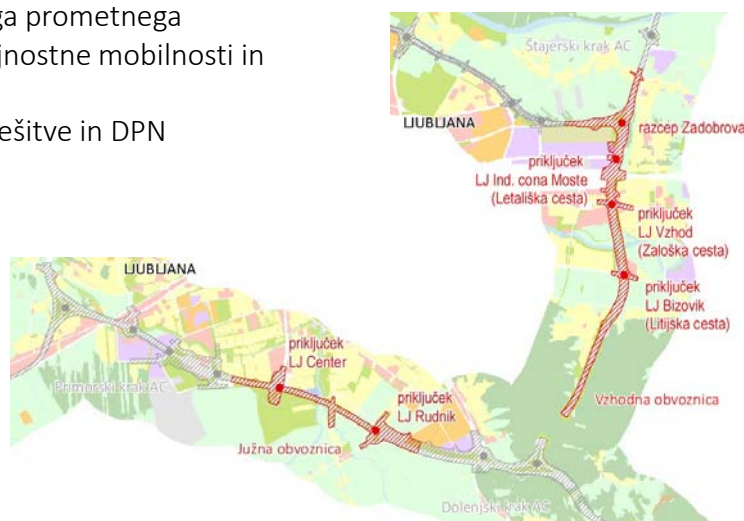 ga prometnega
jnostne mobilnosti in
ešitve in DPN
Štajerski krak AC
LJUBLJANA
razcep Zadobrova
priključek
LJ Ind. cona Moste
(Letališka cesta)
priključek
LJ Vzhod
(Zaloška cesta)
priključek
LJ Bizovik
(Litijska cesta)
Vzhodna obvoznica
LJUBLJANA
priključek
LJ Center
Primorski krak AC
priključek
LJ Rudnik
Južna obvoznica
Dolenjski krak AC